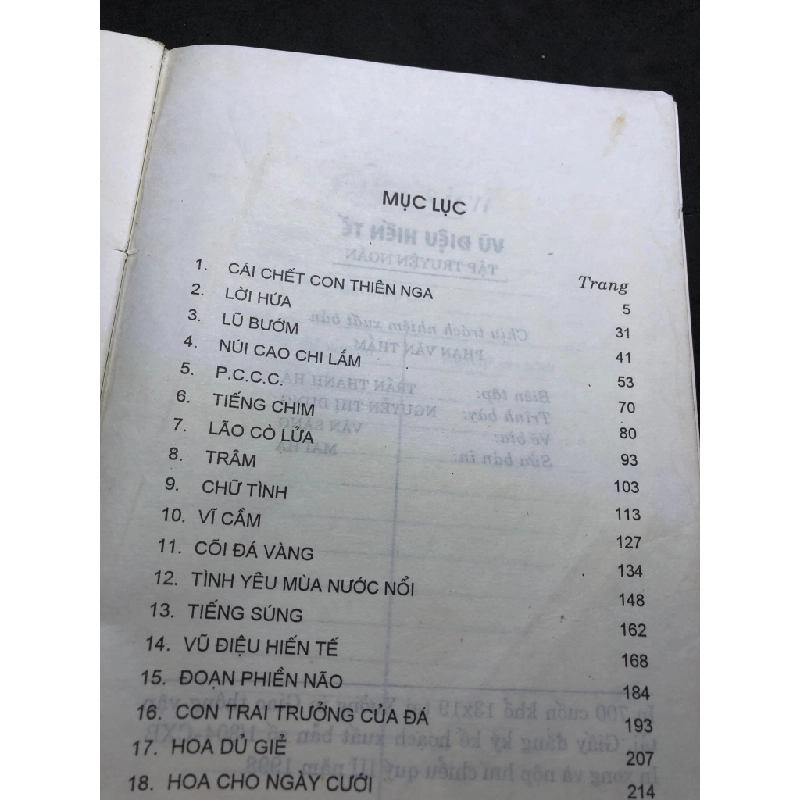 MỤC LỤC
Trang
1. CÁI CHẾT CON THIÊN NGA 5
2. LỜI HỨA 31
3. LŨ BƯỚM 41
4. NÚI CAO CHI LẮM 53
5. P.C.C.C. 70
6. TIẾNG CHIM 80
7. LÃO CÒ LỬA 93
8. TRÂM 103
9. CHỮ TÌNH 113
10. VĨ CẦM 127
11. CÕI ĐÁ VÀNG 134
12. TÌNH YÊU MÙA NƯỚC NỔI 148
13. TIẾNG SÚNG 162
14. VŨ ĐIỆU HIẾN TẾ 168
15. ĐOẠN PHIỀN NÃO 184
16. CON TRAI TRƯỞNG CỦA ĐÁ 193
17. HOA DỦ GIẺ 207
18. HOA CHO NGÀY CƯỚI 214